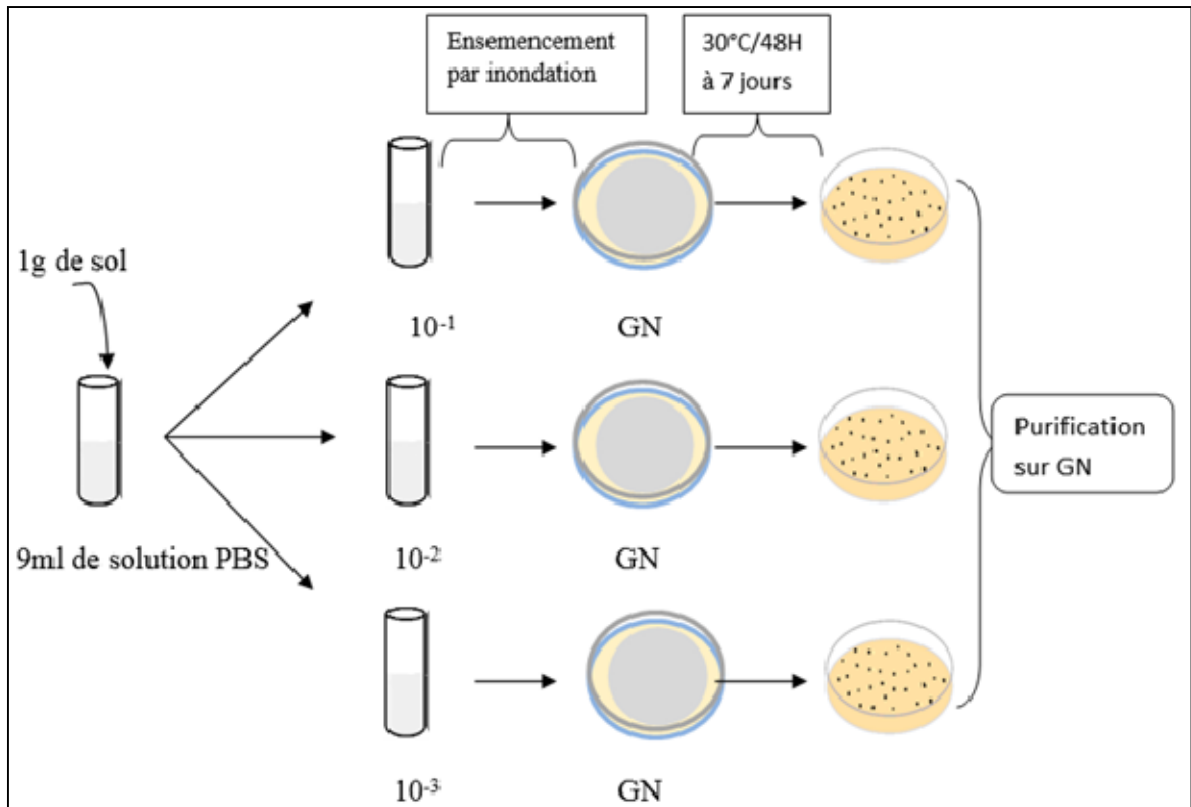 Ensemencement
par inondation
30°C/48H
à 7 jours
1g de sol
10-1
GN
9ml de solution PBS
10-2
GN
Purification
sur GN
10-3
GN